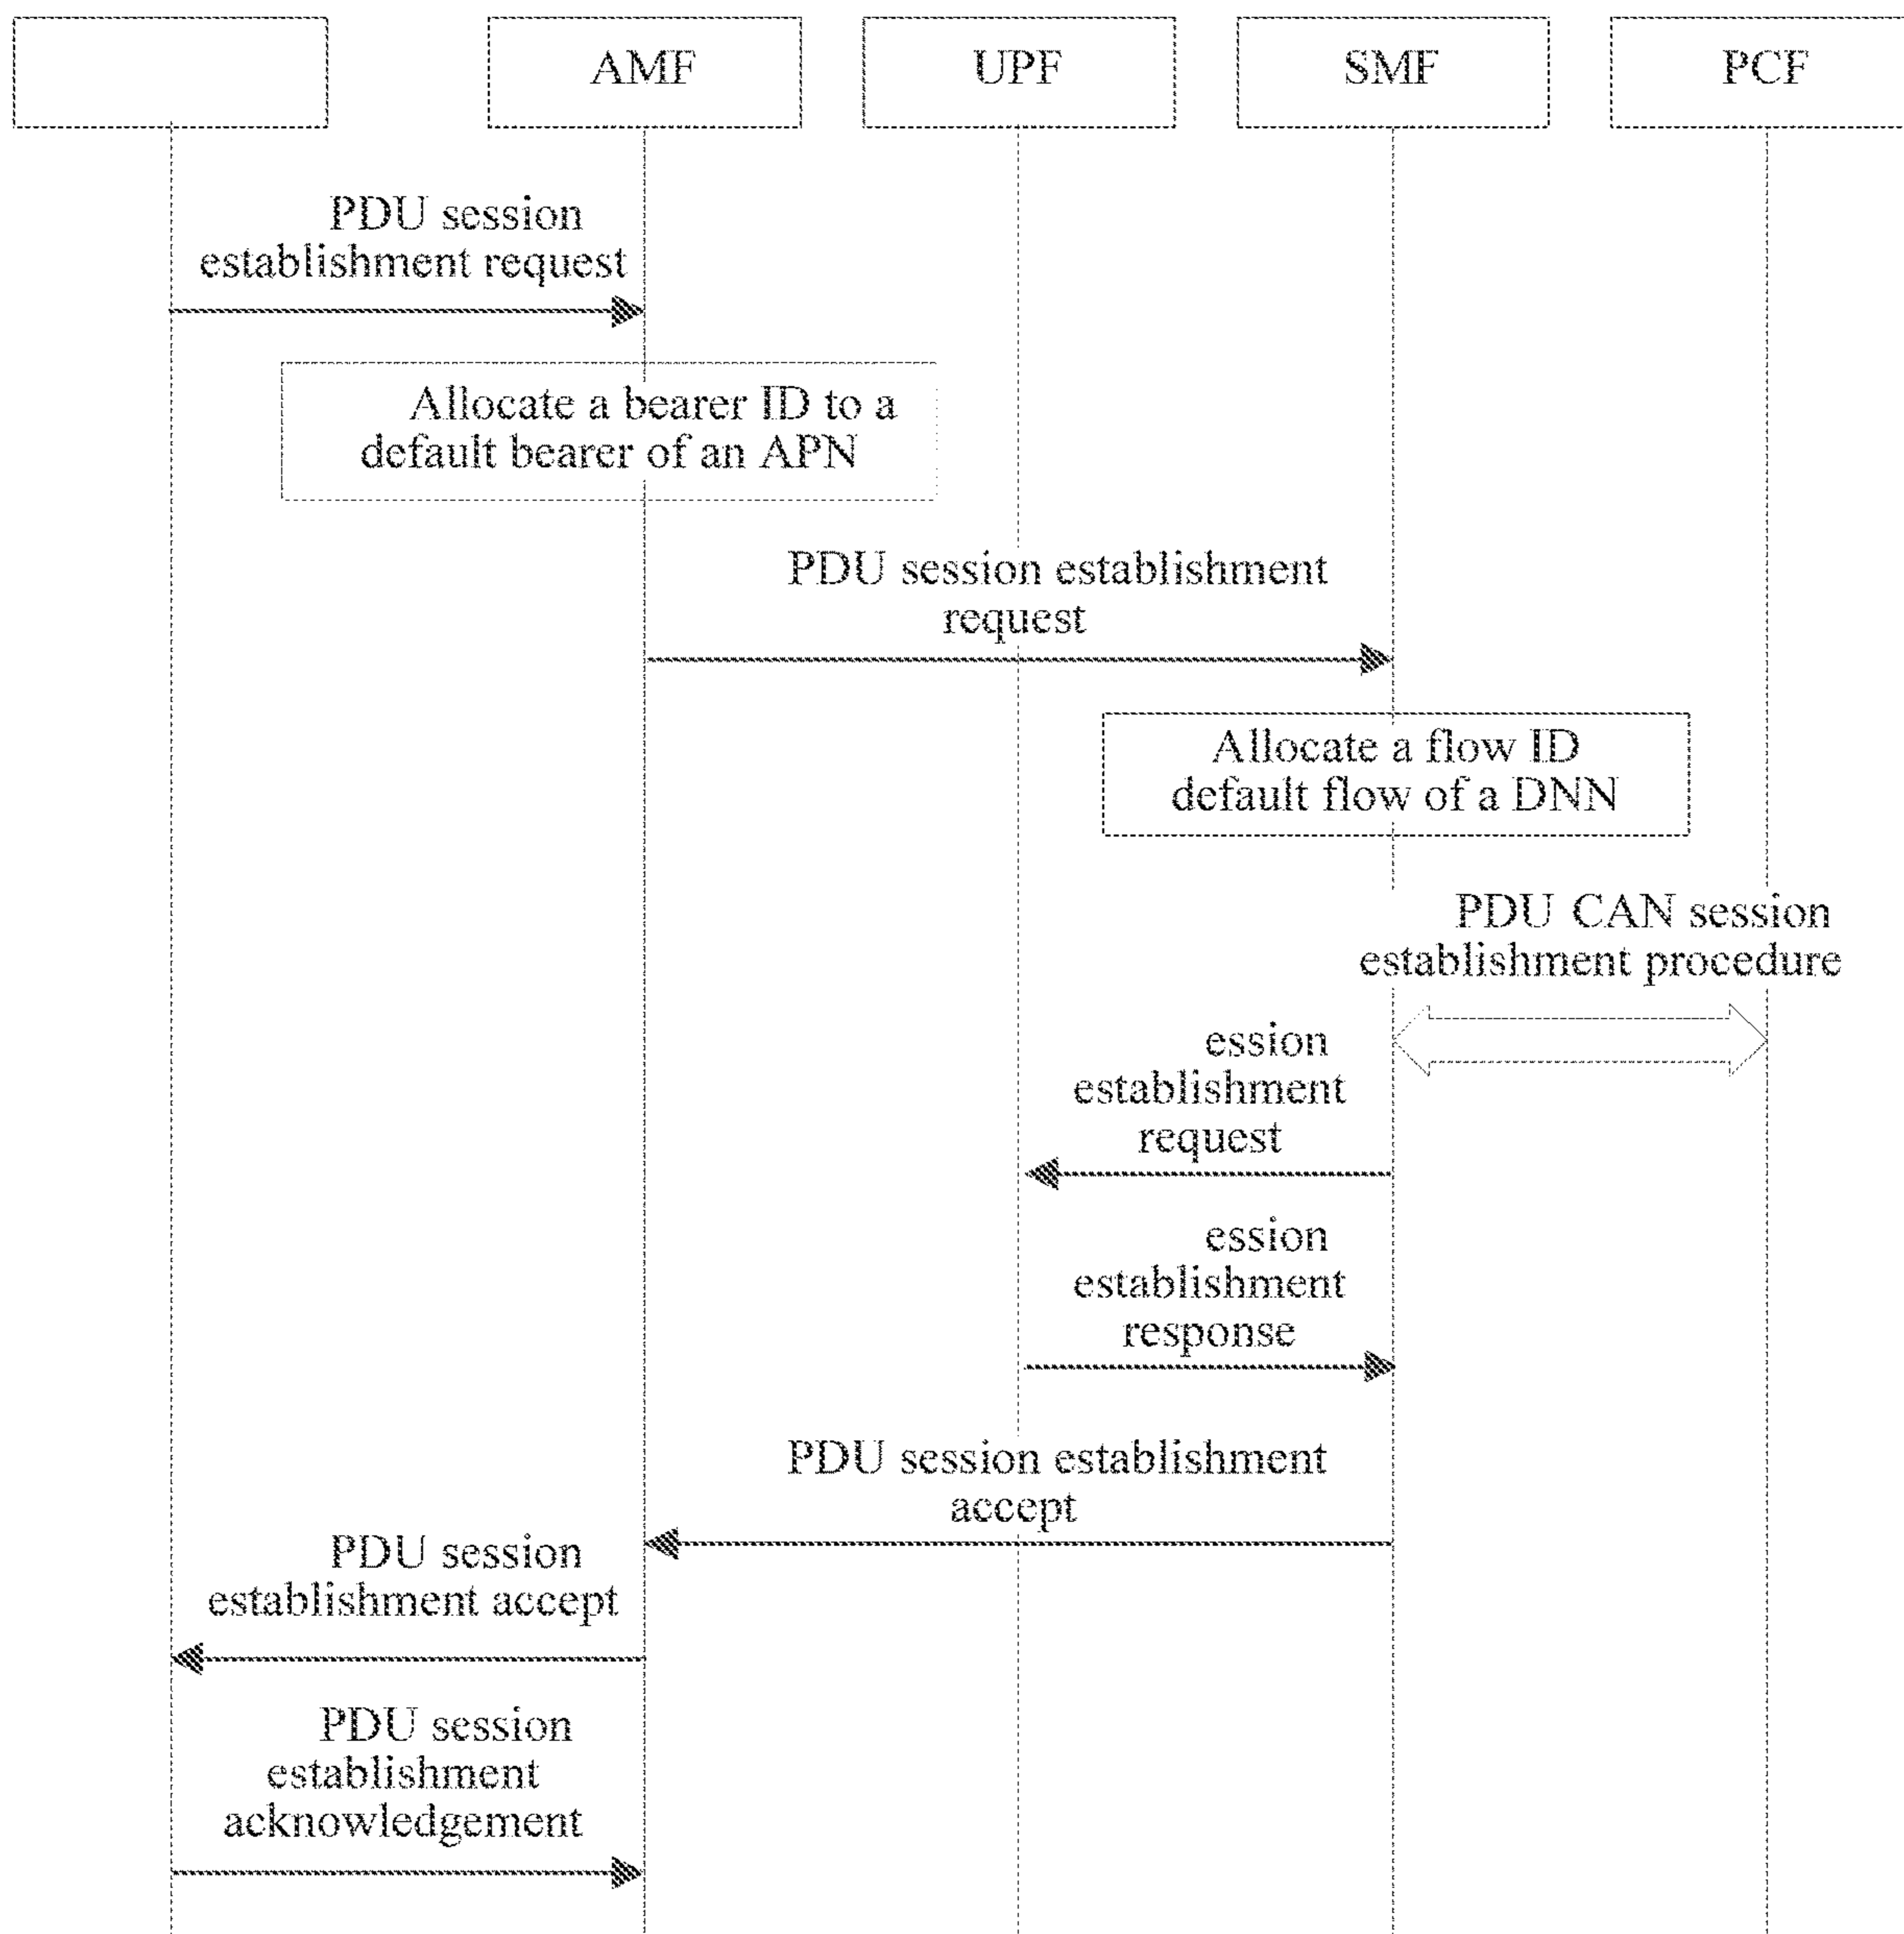 AMF
UPF
SMF
PCF
PDU session
establishment request
Allocate a bearer ID to a
default bearer of an APN
PDU session establishment
request
Allocate a flow ID
default flow of a DNN
PDU CAN session
establishment procedure
ession
establishment
request
ession
establishment
response
PDU session establishment
accept
PDU session
establishment accept
PDU session
establishment
acknowledgement